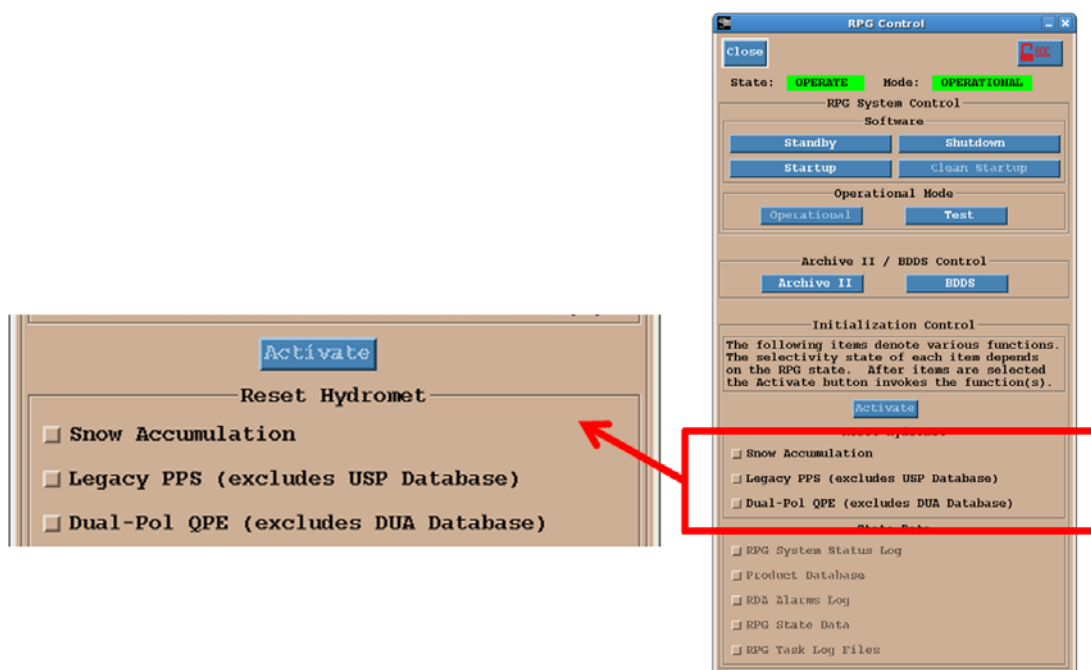 RPG Control
Close
State: OPERATE Mode: OPERATIONAL
RPG System Control
Software
Standby Shutdown
Startup Clean Startup
Operational Mode
Operational Test
Archive II / BDDS Control
Archive II BDDS
Initialization Control
The following items denote various functions.
The selectivity state of each item depends
on the RPG state. After items are selected
the Activate button invokes the function(s).
Activate
Snow Accumulation
Legacy PPS (excludes USP Database)
Dual-Pol QPE (excludes DUA Database)
RPG System Status Log
Product Database
RDA Alarms Log
RPG State Data
RPG Task Log Files
Activate
Reset Hydromet
Snow Accumulation
Legacy PPS (excludes USP Database)
Dual-Pol QPE (excludes DUA Database)